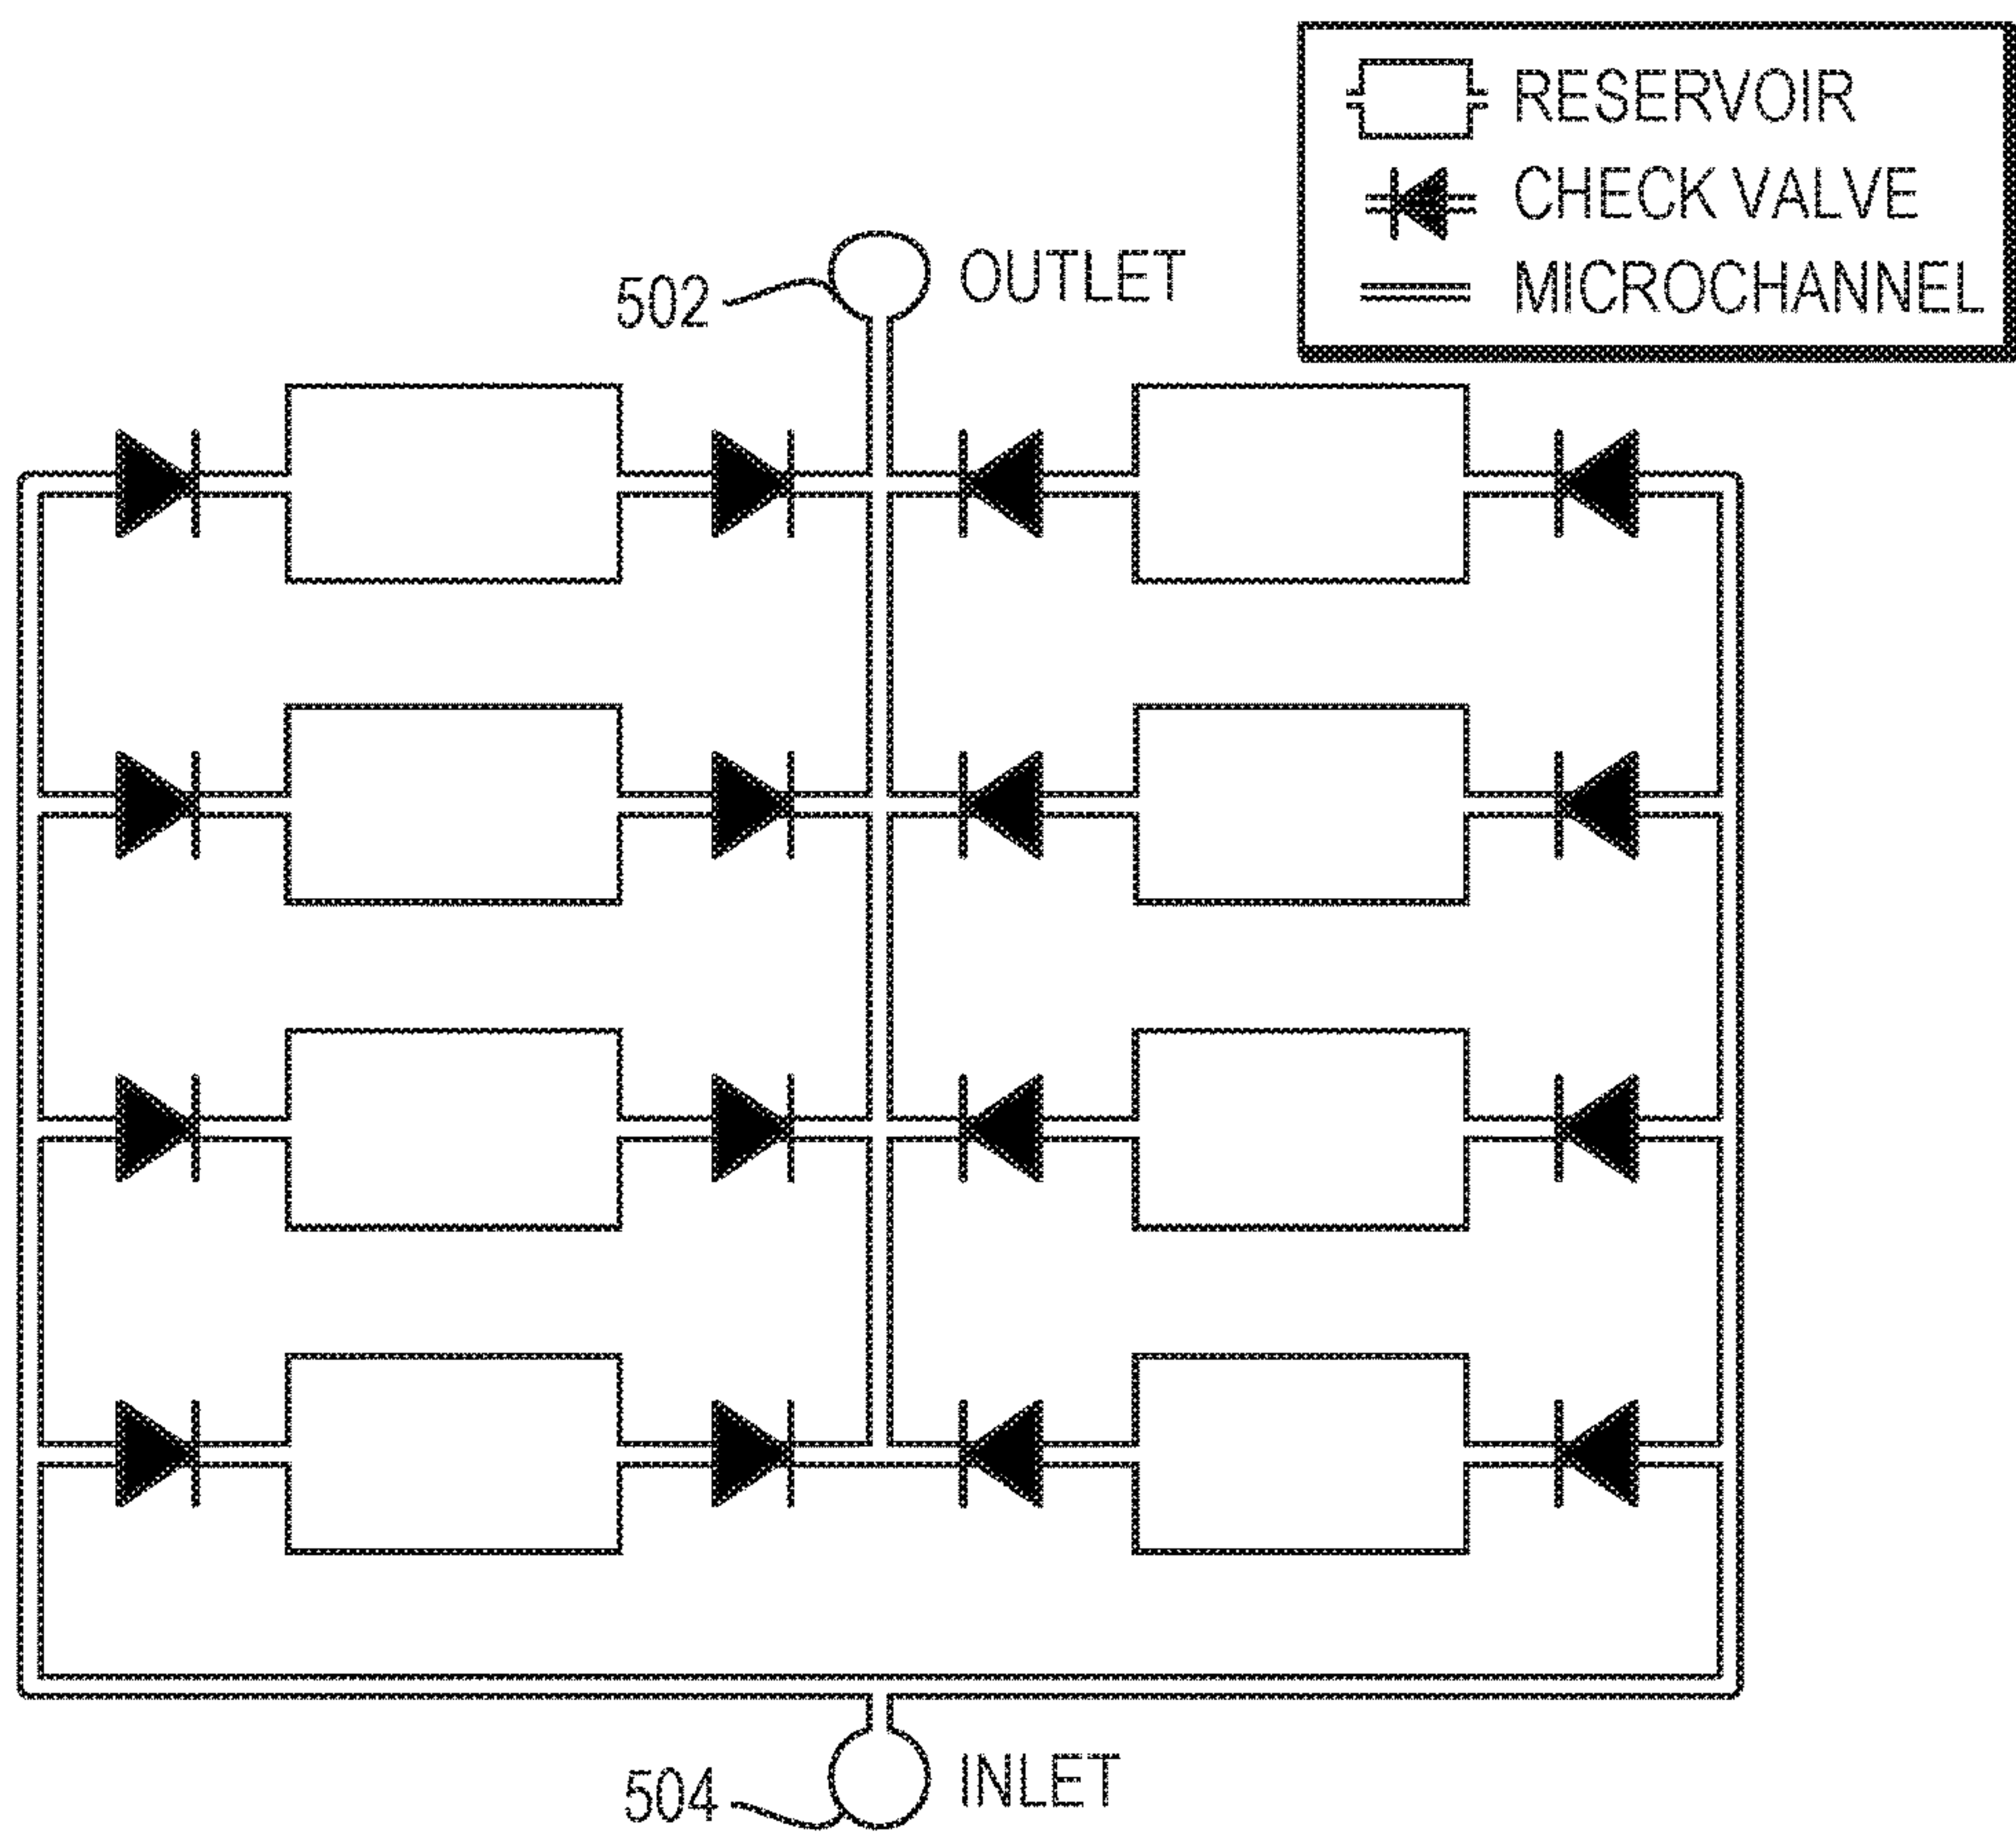 RESERVOIR
CHECK VALVE
MICROCHANNEL
502
OUTLET
504
INLET